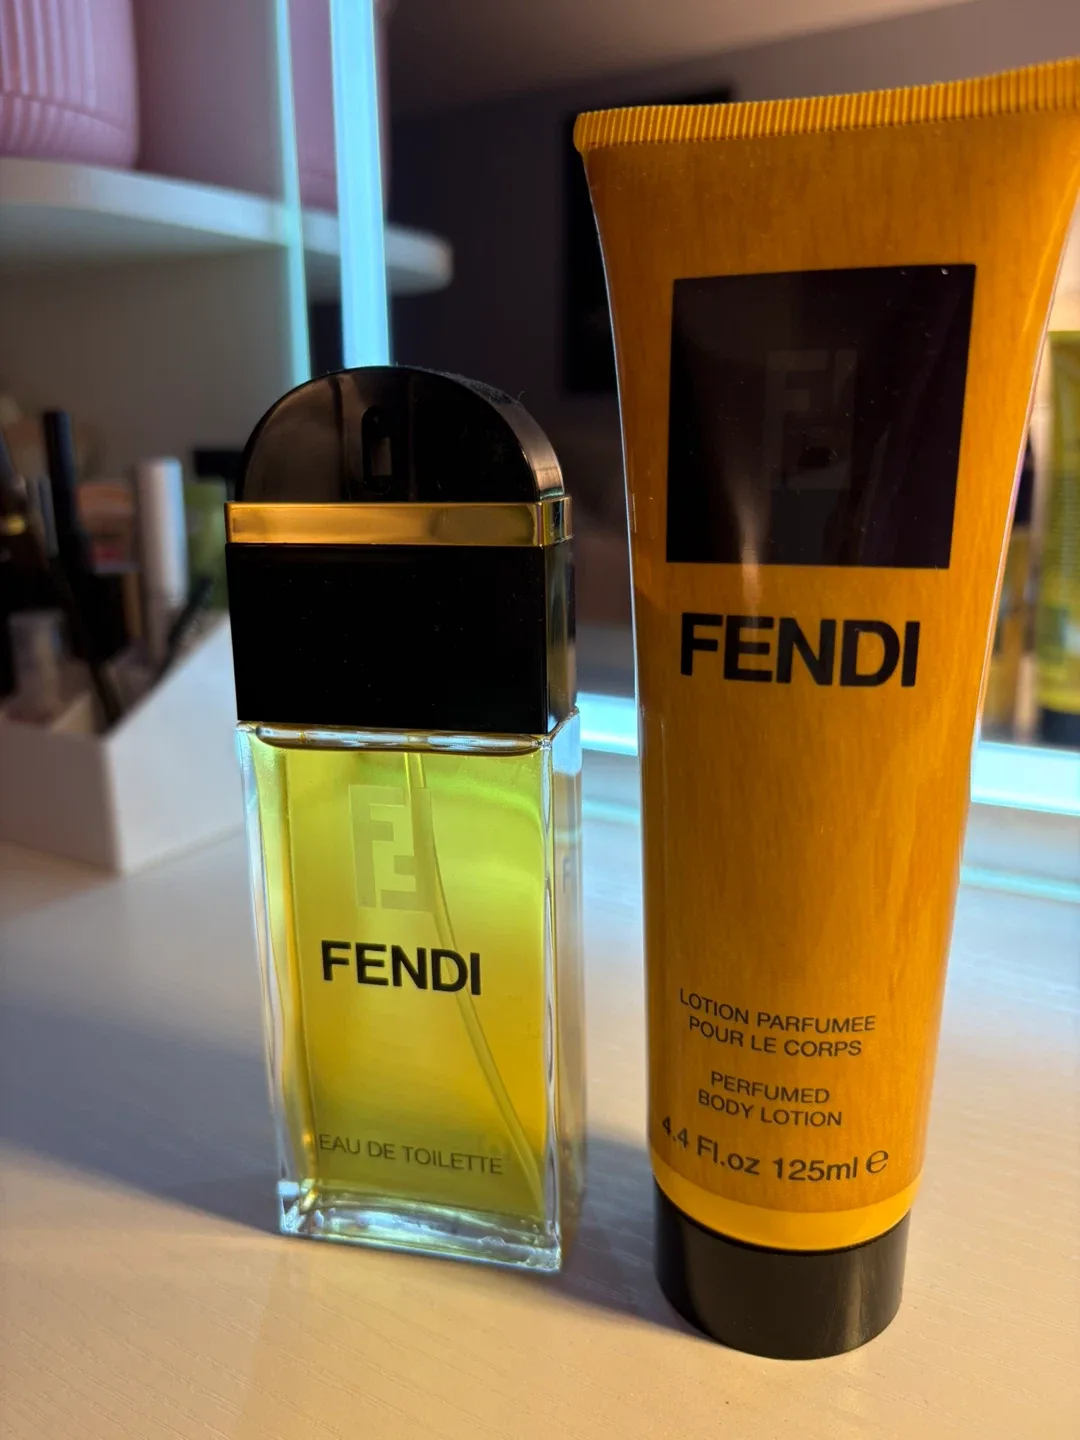 FENDI
EAU DE TOILETTE
FENDI
LOTION PARFUMEE
POUR LE CORPS
PERFUMED
BODY LOTION
4.4 Fl.oz 125ml ℮